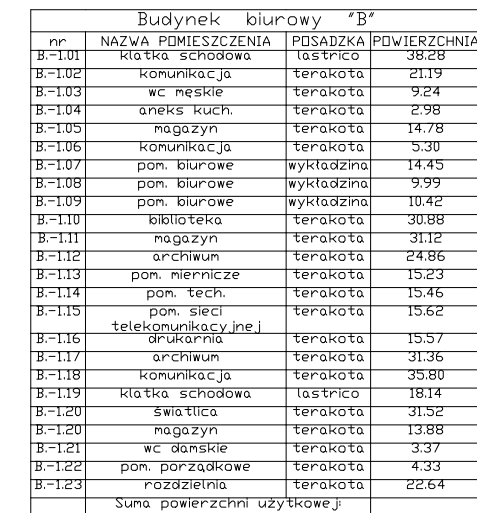 Budynek biurowy "B"
nr NAZWA POMIESZCZENIA POSADZKA POWIERZCHNIA
B.-1.01 klatka schodowa lastrico 38.28
B.-1.02 komunikacja terakota 21.19
B.-1.03 wc męskie terakota 9.24
B.-1.04 aneks kuch. terakota 2.98
B.-1.05 magazyn terakota 14.78
B.-1.06 komunikacja terakota 5.30
B.-1.07 pom. biurowe wykładzina 14.45
B.-1.08 pom. biurowe wykładzina 9.99
B.-1.09 pom. biurowe wykładzina 10.42
B.-1.10 biblioteka terakota 30.88
B.-1.11 magazyn terakota 31.12
B.-1.12 archiwum terakota 24.86
B.-1.13 pom. miernicze terakota 15.23
B.-1.14 pom. tech. terakota 15.46
B.-1.15 pom. sieci terakota 15.62
telekomunikacyjnej
B.-1.16 drukarnia terakota 15.57
B.-1.17 archiwum terakota 31.36
B.-1.18 komunikacja terakota 35.80
B.-1.19 klatka schodowa lastrico 18.14
B.-1.20 świetlica terakota 31.52
B.-1.20 magazyn terakota 13.88
B.-1.21 wc damskie terakota 3.37
B.-1.22 pom. porządkowe terakota 4.33
B.-1.23 rozdzielnia terakota 22.64
Suma powierzchni użytkowej: